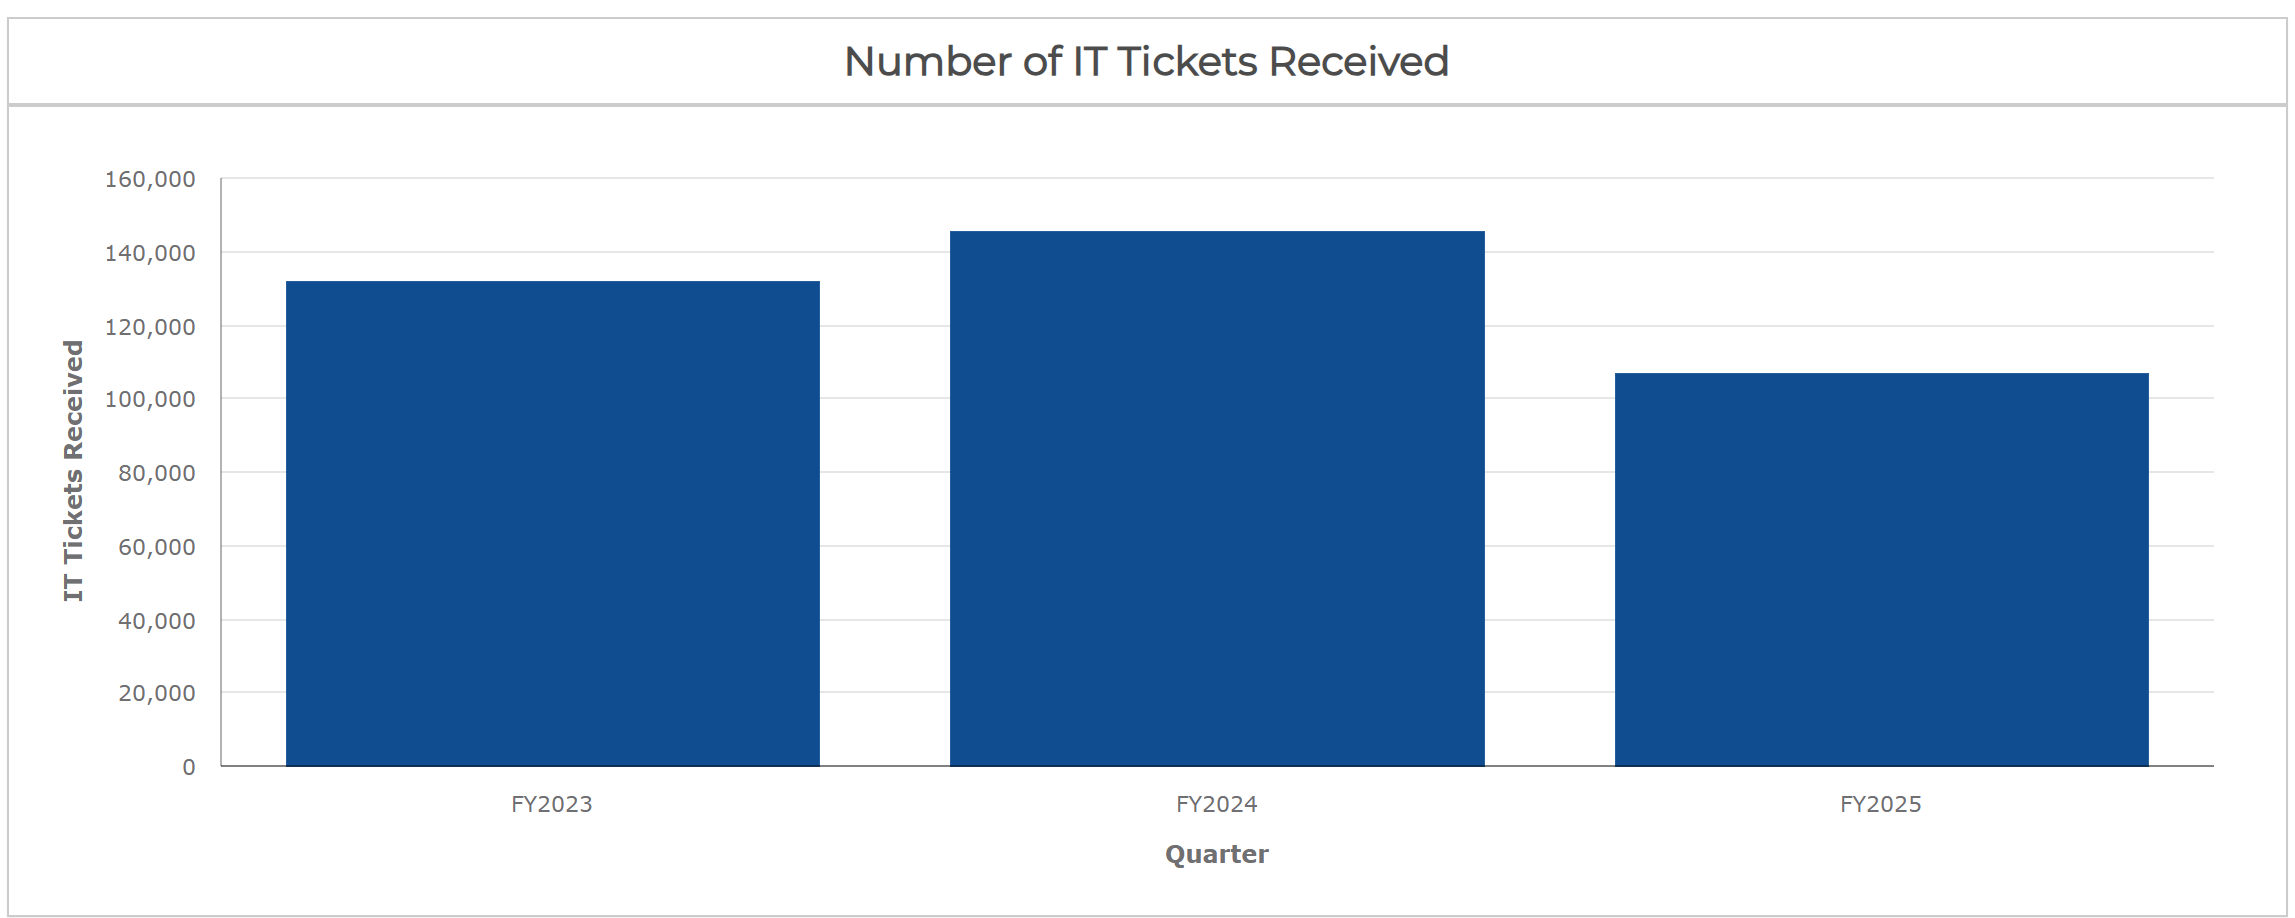 Number of IT Tickets Received
160,000
140,000
120,000
100,000
80,000
60,000
40,000
20,000
0
IT Tickets Received
FY2023
FY2024
FY2025
Quarter